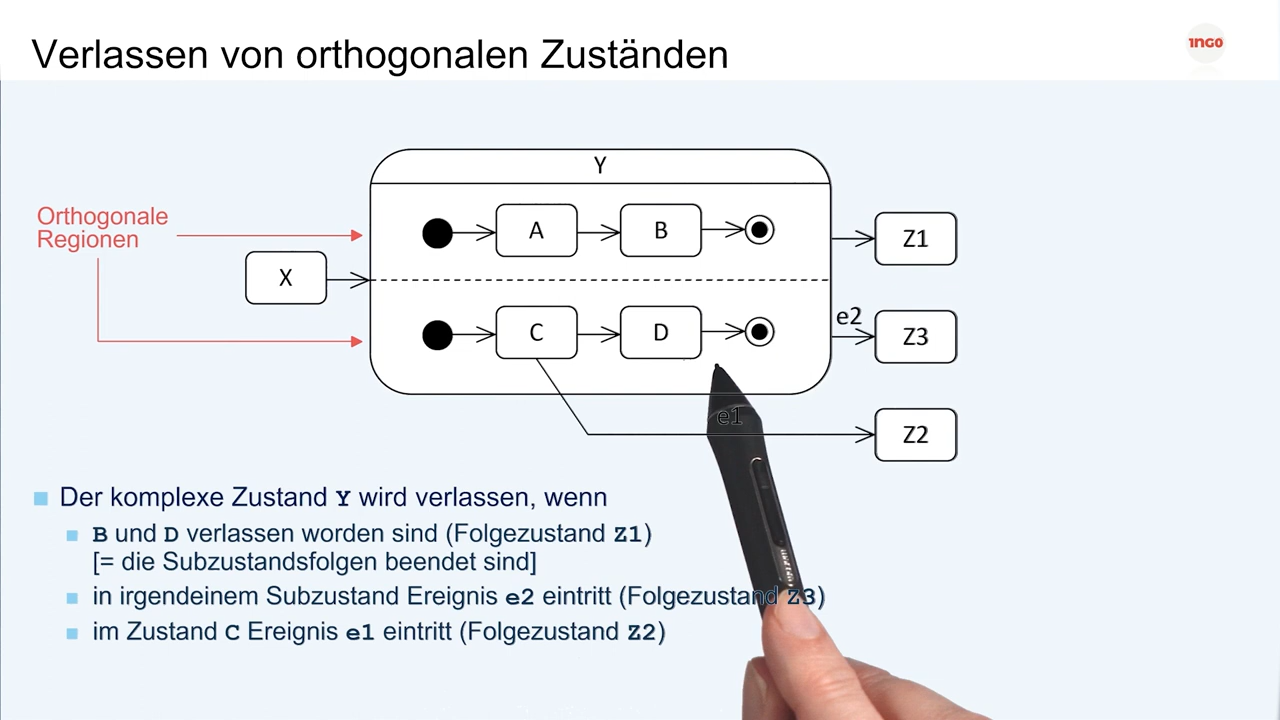 Verlassen von orthogonalen Zuständen
1NGO
Y
Orthogonale
Regionen
A
B
Z1
X
C
D
e2
Z3
e1
Z2
Der komplexe Zustand Y wird verlassen, wenn
B und D verlassen worden sind (Folgezustand Z1)
[= die Subzustandsfolgen beendet sind]
in irgendeinem Subzustand Ereignis e2 eintritt (Folgezustand Z3)
im Zustand C Ereignis e1 eintritt (Folgezustand Z2)